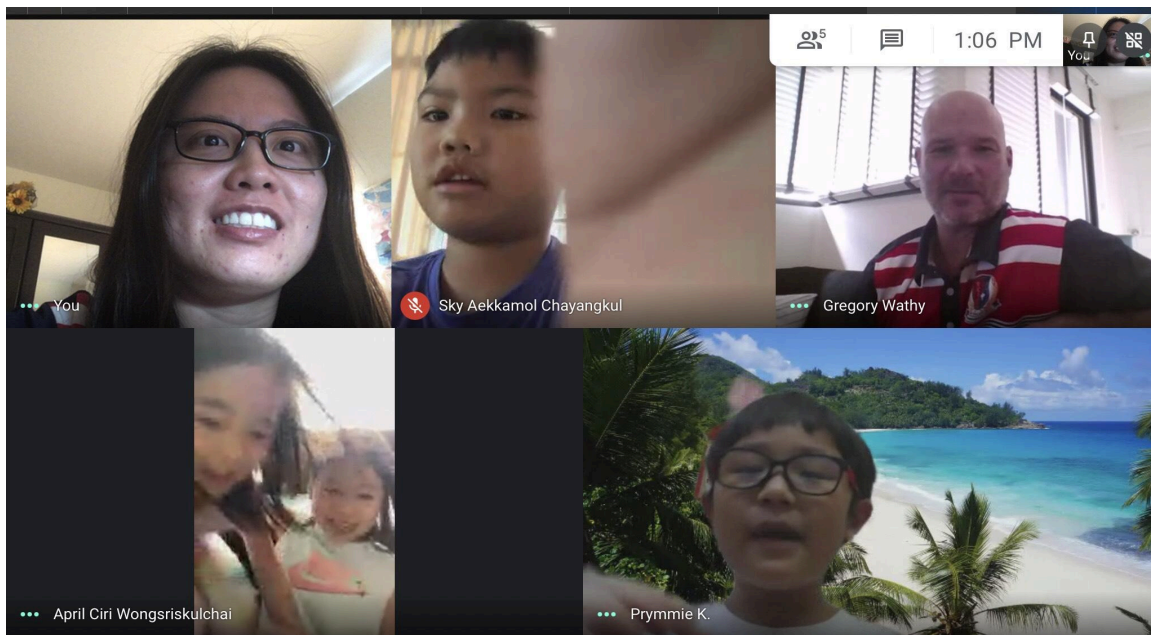 5
1:06 PM
You
You
Sky Aekkamol Chayangkul
Gregory Wathy
April Ciri Wongsriskulchai
Prymmie K.